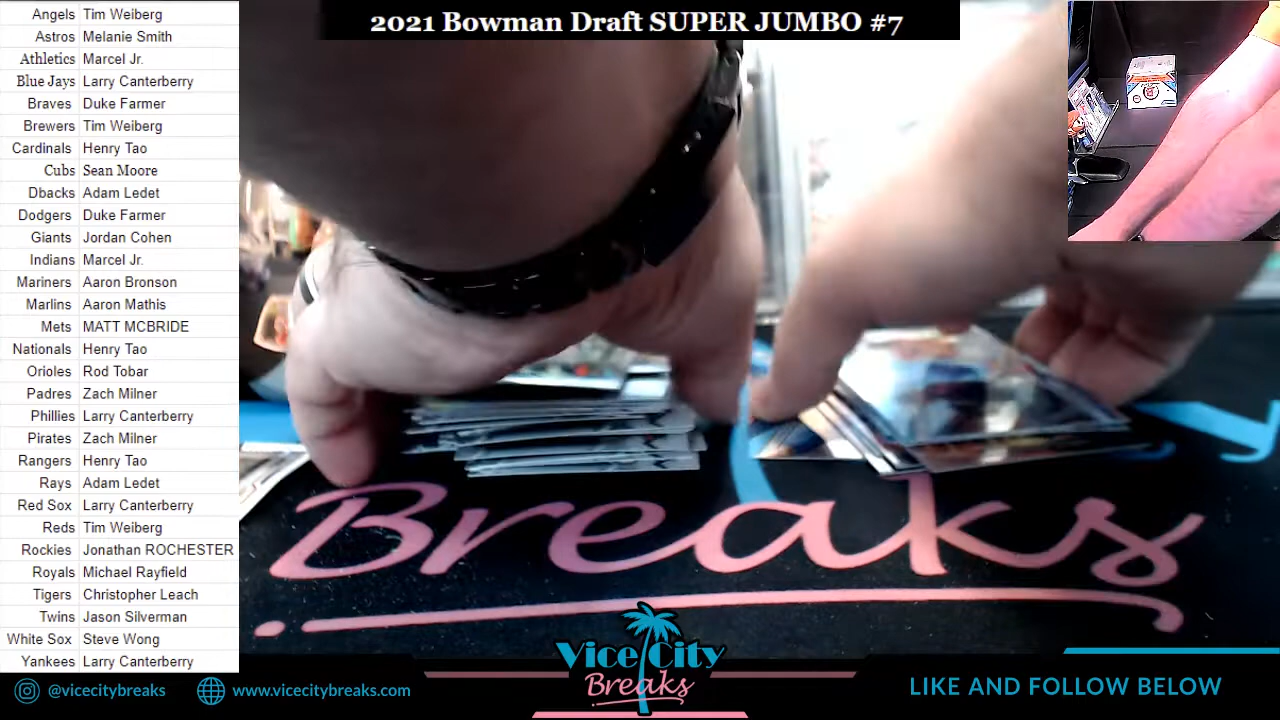 2021 Bowman Draft SUPER JUMBO #7
Angels Tim Weiberg
Astros Melanie Smith
Athletics Marcel Jr.
Blue Jays Larry Canterberry
Braves Duke Farmer
Brewers Tim Weiberg
Cardinals Henry Tao
Cubs Sean Moore
Dbacks Adam Ledet
Dodgers Duke Farmer
Giants Jordan Cohen
Indians Marcel Jr.
Mariners Aaron Bronson
Marlins Aaron Mathis
Mets MATT MCBRIDE
Nationals Henry Tao
Orioles Rod Tobar
Padres Zach Milner
Phillies Larry Canterberry
Pirates Zach Milner
Rangers Henry Tao
Rays Adam Ledet
Red Sox Larry Canterberry
Reds Tim Weiberg
Rockies Jonathan ROCHESTER
Royals Michael Rayfield
Tigers Christopher Leach
Twins Jason Silverman
White Sox Steve Wong
Yankees Larry Canterberry
Breaks
Vice City
Breaks
@vicecitybreaks
www.vicecitybreaks.com
LIKE AND FOLLOW BELOW